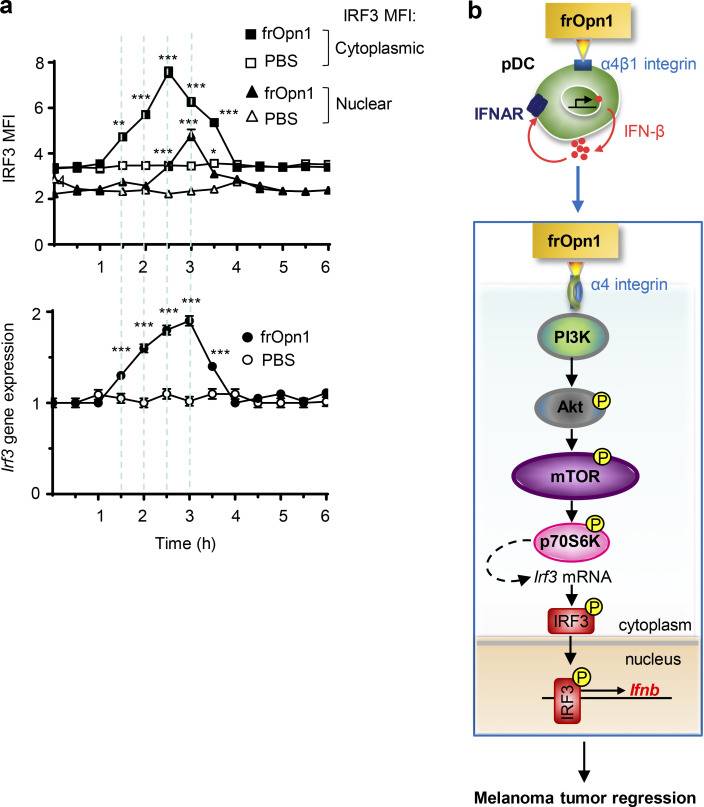 a
IRF3 MFI:
frOpn1
PBS
Cytoplasmic
frOpn1
PBS
Nuclear
IRF3 MFI
8
6
4
2
0
**
***
***
***
***
***
***
*
1 2 3 4 5 6
Irf3 gene expression
2
1
0
***
***
***
***
***
frOpn1
PBS
1 2 3 4 5 6
Time (h)
b
frOpn1
pDC
α4β1 integrin
IFNAR
IFN-β
frOpn1
α4 integrin
PI3K
Akt
P
P
mTOR
P
p70S6K
Irf3 mRNA
P
IRF3
cytoplasm
nucleus
P
IRF3
Ifnb
Melanoma tumor regression